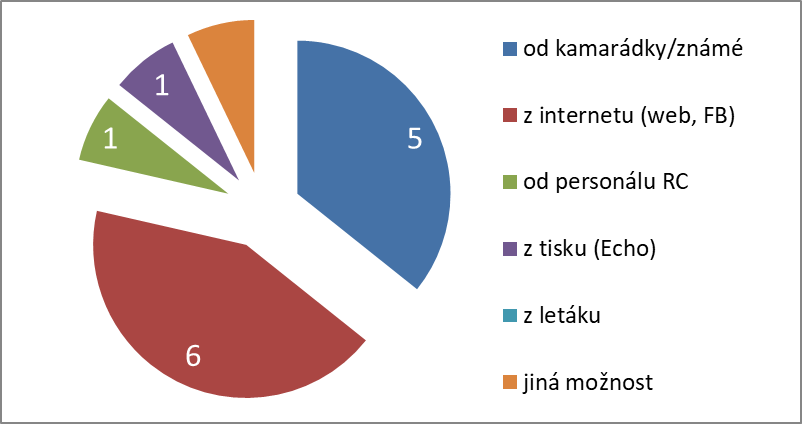 1
1
5
6
od kamarádky/známé
z internetu (web, FB)
od personálu RC
z tisku (Echo)
z letáku
jiná možnost